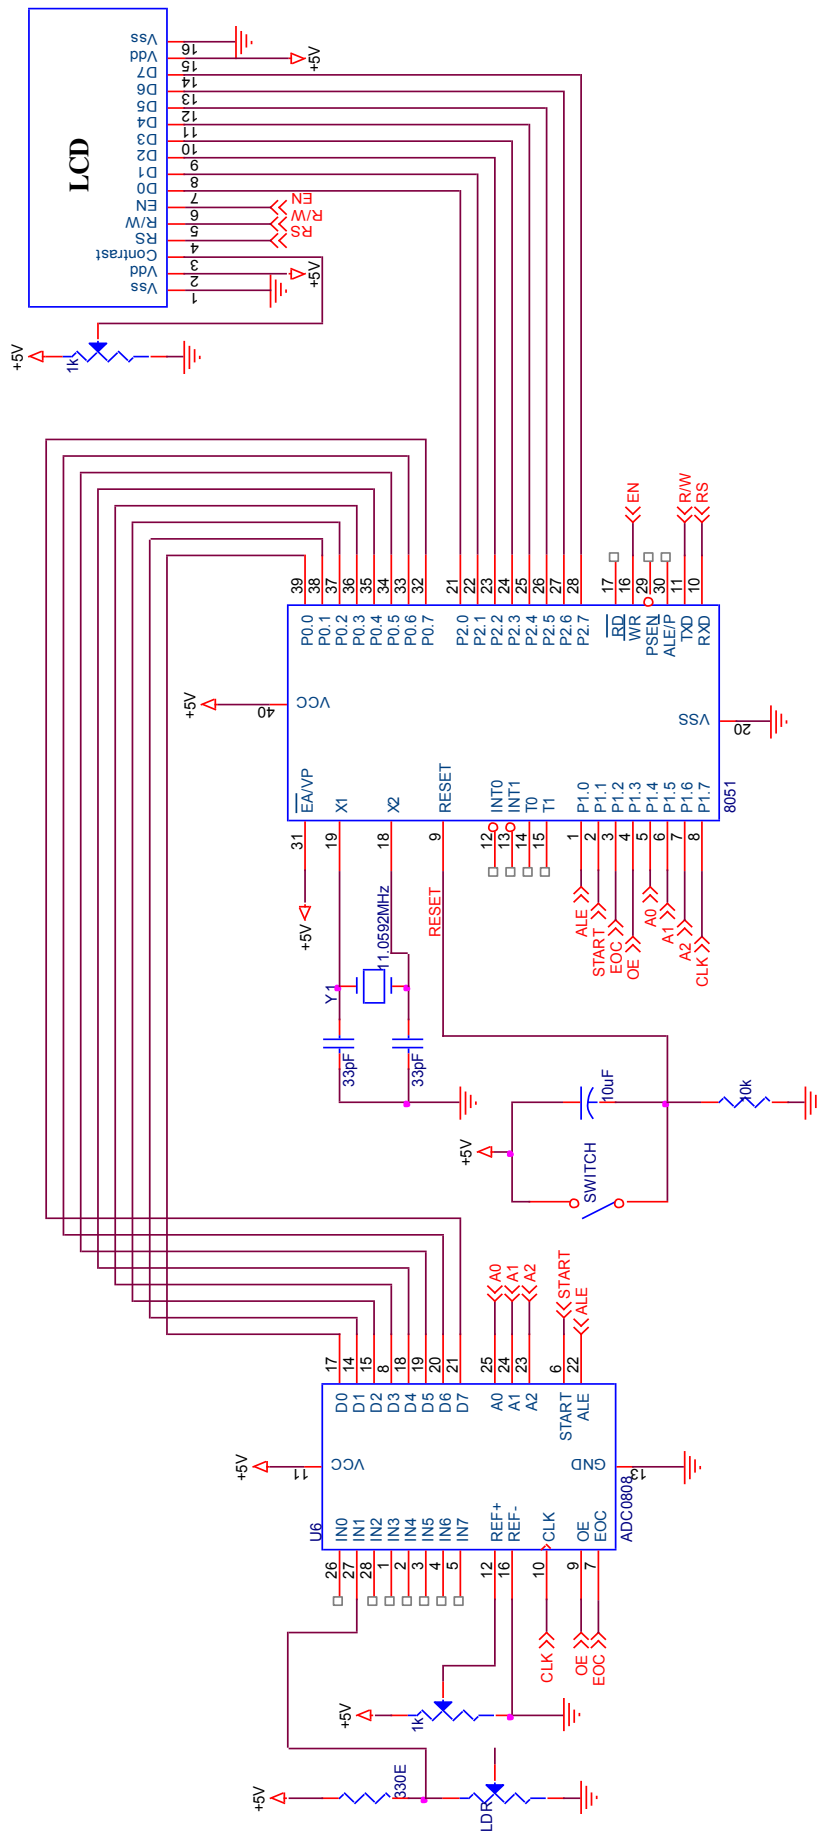 LCD
Vss
16
Vdd
15
+5V
D7
14
D6
13
D5
12
D4
11
D3
10
D2
9
D1
8
D0
7
EN
EN
6
R/W
R/W
5
RS
RS
4
Contrast
3
Vdd
+5V
2
Vss
1
+5V
1k
EN
R/W
RS
39
38
37
36
35
34
33
32
21
22
23
24
25
26
27
28
17
16
29
30
11
10
P0.0
P0.1
P0.2
P0.3
P0.4
P0.5
P0.6
P0.7
P2.0
P2.1
P2.2
P2.3
P2.4
P2.5
P2.6
P2.7
RD
WR
PSEN
ALE/P
TXD
RXD
+5V
40
VCC
VSS
20
EA/VP
X1
X2
RESET
INT0
INT1
T0
T1
P1.0
P1.1
P1.2
P1.3
P1.4
P1.5
P1.6
P1.7
8051
31
19
18
9
12
13
14
15
1
2
3
4
5
6
7
8
+5V
11.0592MHz
RESET
ALE
START
EOC
OE
A0
A1
A2
CLK
Y1
33pF
33pF
10uF
10k
+5V
SWITCH
A0
A1
A2
START
ALE
17
14
15
8
18
19
20
21
25
24
23
6
22
D0
D1
D2
D3
D4
D5
D6
D7
A0
A1
A2
START
ALE
+5V
11
VCC
GND
13
U6
IN0
IN1
IN2
IN3
IN4
IN5
IN6
IN7
REF+
REF-
CLK
OE
EOC
ADC0808
26
27
28
1
2
3
4
5
12
16
10
9
7
CLK
OE
EOC
+5V
1k
+5V
330E
LDR